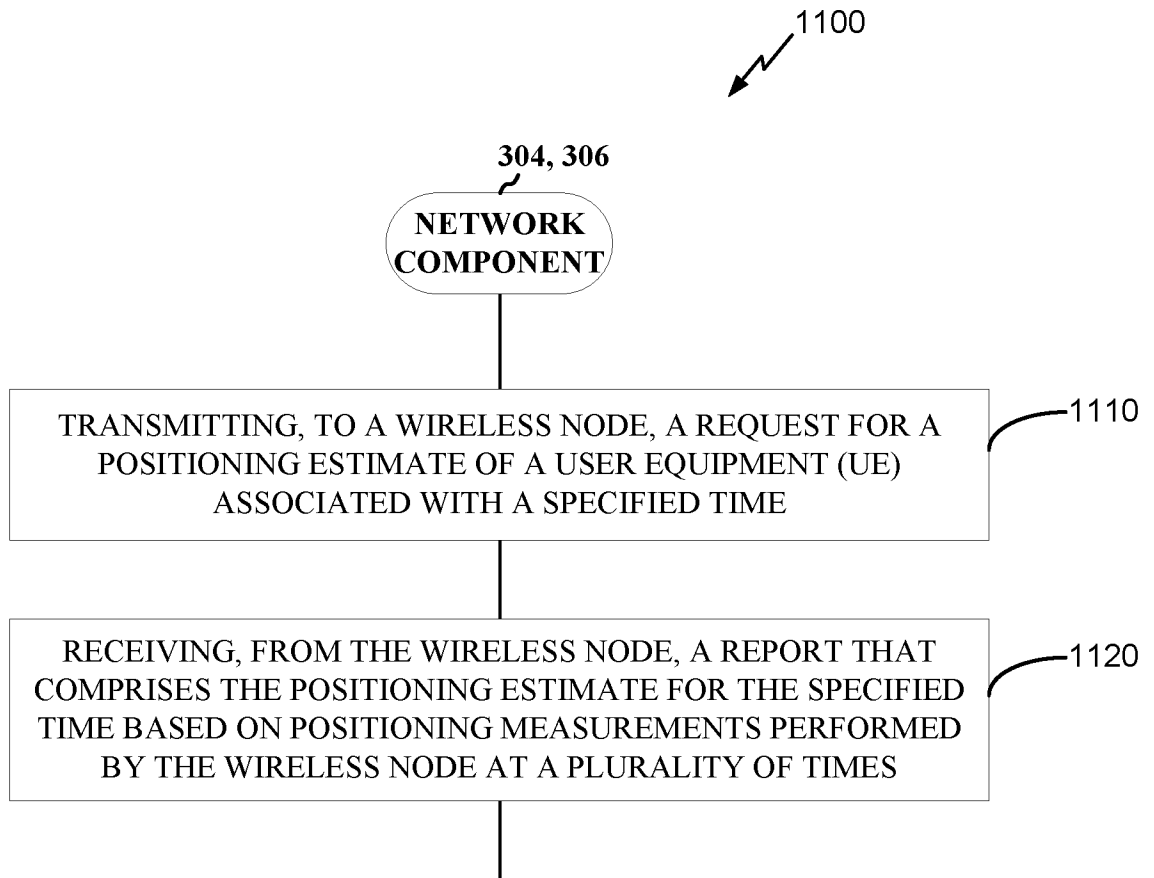 1100
304, 306
NETWORK
COMPONENT
TRANSMITTING, TO A WIRELESS NODE, A REQUEST FOR A
POSITIONING ESTIMATE OF A USER EQUIPMENT (UE)
ASSOCIATED WITH A SPECIFIED TIME
1110
RECEIVING, FROM THE WIRELESS NODE, A REPORT THAT
COMPRISES THE POSITIONING ESTIMATE FOR THE SPECIFIED
TIME BASED ON POSITIONING MEASUREMENTS PERFORMED
BY THE WIRELESS NODE AT A PLURALITY OF TIMES
1120